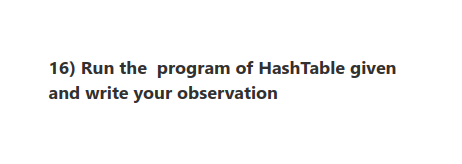 16) Run the  program of HashTable given
and write your observation